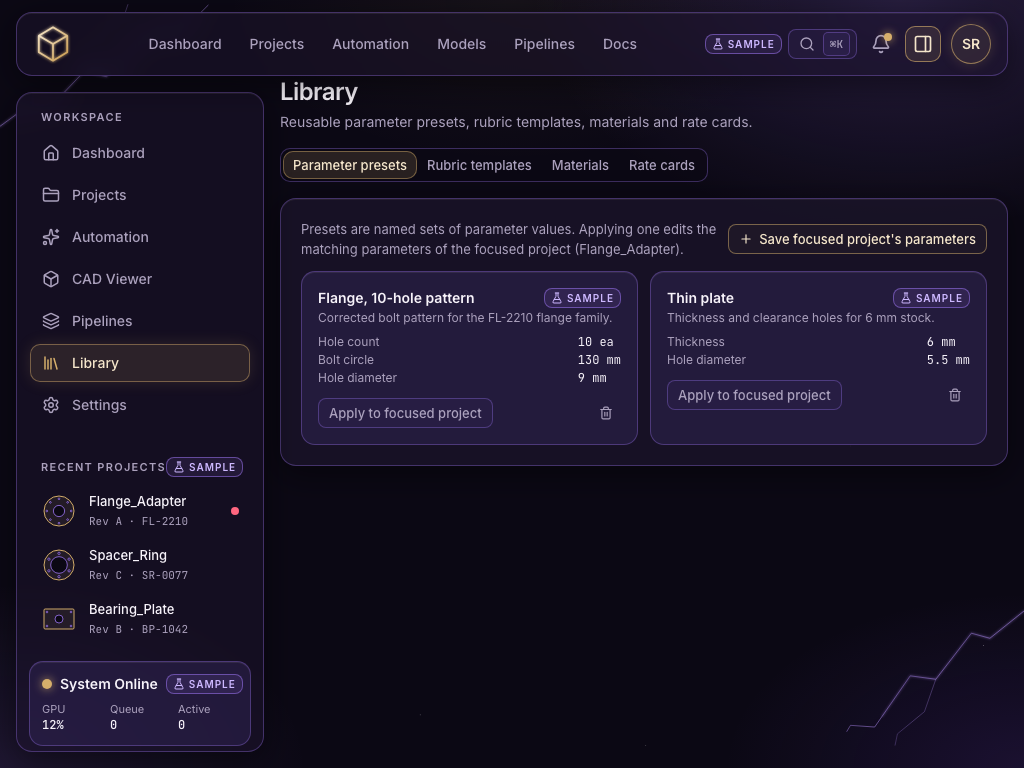 Dashboard Projects Automation Models Pipelines Docs SAMPLE ⌘K SR
WORKSPACE
Dashboard
Projects
Automation
CAD Viewer
Pipelines
Library
Settings
RECENT PROJECTS SAMPLE
Flange_Adapter
Rev A · FL-2210
Spacer_Ring
Rev C · SR-0077
Bearing_Plate
Rev B · BP-1042
System Online SAMPLE
GPU Queue Active
12% 0 0
Library
Reusable parameter presets, rubric templates, materials and rate cards.
Parameter presets Rubric templates Materials Rate cards
Presets are named sets of parameter values. Applying one edits the
matching parameters of the focused project (Flange_Adapter).
+ Save focused project's parameters
Flange, 10-hole pattern SAMPLE
Corrected bolt pattern for the FL-2210 flange family.
Hole count 10 ea
Bolt circle 130 mm
Hole diameter 9 mm
Apply to focused project
Thin plate SAMPLE
Thickness and clearance holes for 6 mm stock.
Thickness 6 mm
Hole diameter 5.5 mm
Apply to focused project